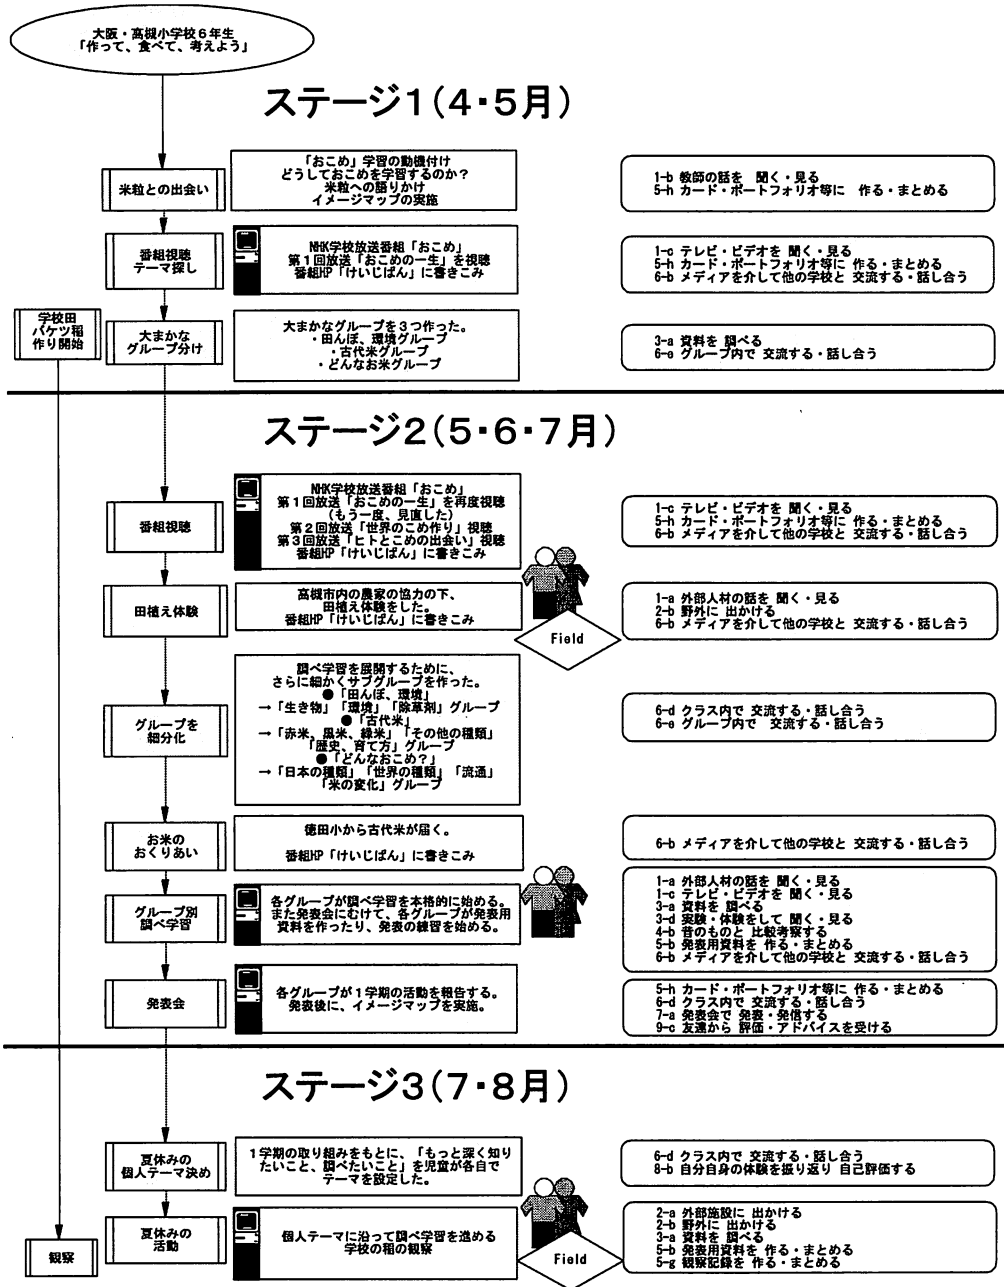 大阪・高槻小学校6年生
「作って、食べて、考えよう」
ステージ1(4・5月)
米粒との出会い
「おこめ」学習の動機付け
どうしておこめを学習するのか?
米粒への語りかけ
イメージマップの実施
1-b 教師の話を 聞く・見る
5-h カード・ポートフォリオ等に 作る・まとめる
番組視聴
テーマ探し
NHK学校放送番組「おこめ」
第1回放送「おこめの一生」を視聴
番組HP「けいじばん」に書きこみ
1-c テレビ・ビデオを 聞く・見る
5-h カード・ポートフォリオ等に 作る・まとめる
6-b メディアを介して他の学校と 交流する・話し合う
学校田
バケツ稲
作り開始
大まかな
グループ分け
大まかなグループを3つ作った。
・田んぼ、環境グループ
・古代米グループ
・どんなお米グループ
3-a 資料を 調べる
6-e グループ内で 交流する・話し合う
ステージ2(5・6・7月)
番組視聴
NHK学校放送番組「おこめ」
第1回放送「おこめの一生」を再度視聴
(もう一度、見直した)
第2回放送「世界のこめ作り」視聴
第3回放送「ヒトとこめの出会い」視聴
番組HP「けいじばん」に書きこみ
1-c テレビ・ビデオを 聞く・見る
5-h カード・ポートフォリオ等に 作る・まとめる
6-b メディアを介して他の学校と 交流する・話し合う
田植え体験
高槻市内の農家の協力の下、
田植え体験をした。
番組HP「けいじばん」に書きこみ
Field
1-a 外部人材の話を 聞く・見る
2-b 野外に 出かける
6-b メディアを介して他の学校と 交流する・話し合う
グループを
細分化
調べ学習を展開するために、
さらに細かくサブグループを作った。
●「田んぼ、環境」
→「生き物」「環境」「除草剤」グループ
●「古代米」
→「赤米、黒米、緑米」「その他の種類」
「歴史、育て方」グループ
●「どんなおこめ?」
→「日本の種類」「世界の種類」「流通」
「米の変化」グループ
6-d クラス内で 交流する・話し合う
6-e グループ内で 交流する・話し合う
お米の
おくりあい
徳田小から古代米が届く。
番組HP「けいじばん」に書きこみ
6-b メディアを介して他の学校と 交流する・話し合う
グループ別
調べ学習
各グループが調べ学習を本格的に始める。
また発表会にむけて、各グループが発表用
資料を作ったり、発表の練習を始める。
1-a 外部人材の話を 聞く・見る
1-c テレビ・ビデオを 聞く・見る
3-a 資料を 調べる
3-d 実験・体験をして 聞く・見る
4-b 昔のものと 比較考察する
5-b 発表用資料を 作る・まとめる
6-b メディアを介して他の学校と 交流する・話し合う
発表会
各グループが1学期の活動を報告する。
発表後に、イメージマップを実施。
5-h カード・ポートフォリオ等に 作る・まとめる
6-d クラス内で 交流する・話し合う
7-a 発表会で 発表・発信する
9-c 友達から 評価・アドバイスを受ける
ステージ3(7・8月)
夏休みの
個人テーマ決め
1学期の取り組みをもとに、「もっと深く知り
たいこと、調べたいこと」を児童が各自で
テーマを設定した。
6-d クラス内で 交流する・話し合う
8-b 自分自身の体験を振り返り 自己評価する
夏休みの
活動
個人テーマに沿って調べ学習を進める
学校の稲の観察
Field
2-a 外部施設に 出かける
2-b 野外に 出かける
3-a 資料を 調べる
5-b 発表用資料を 作る・まとめる
5-g 観察記録を 作る・まとめる
観察